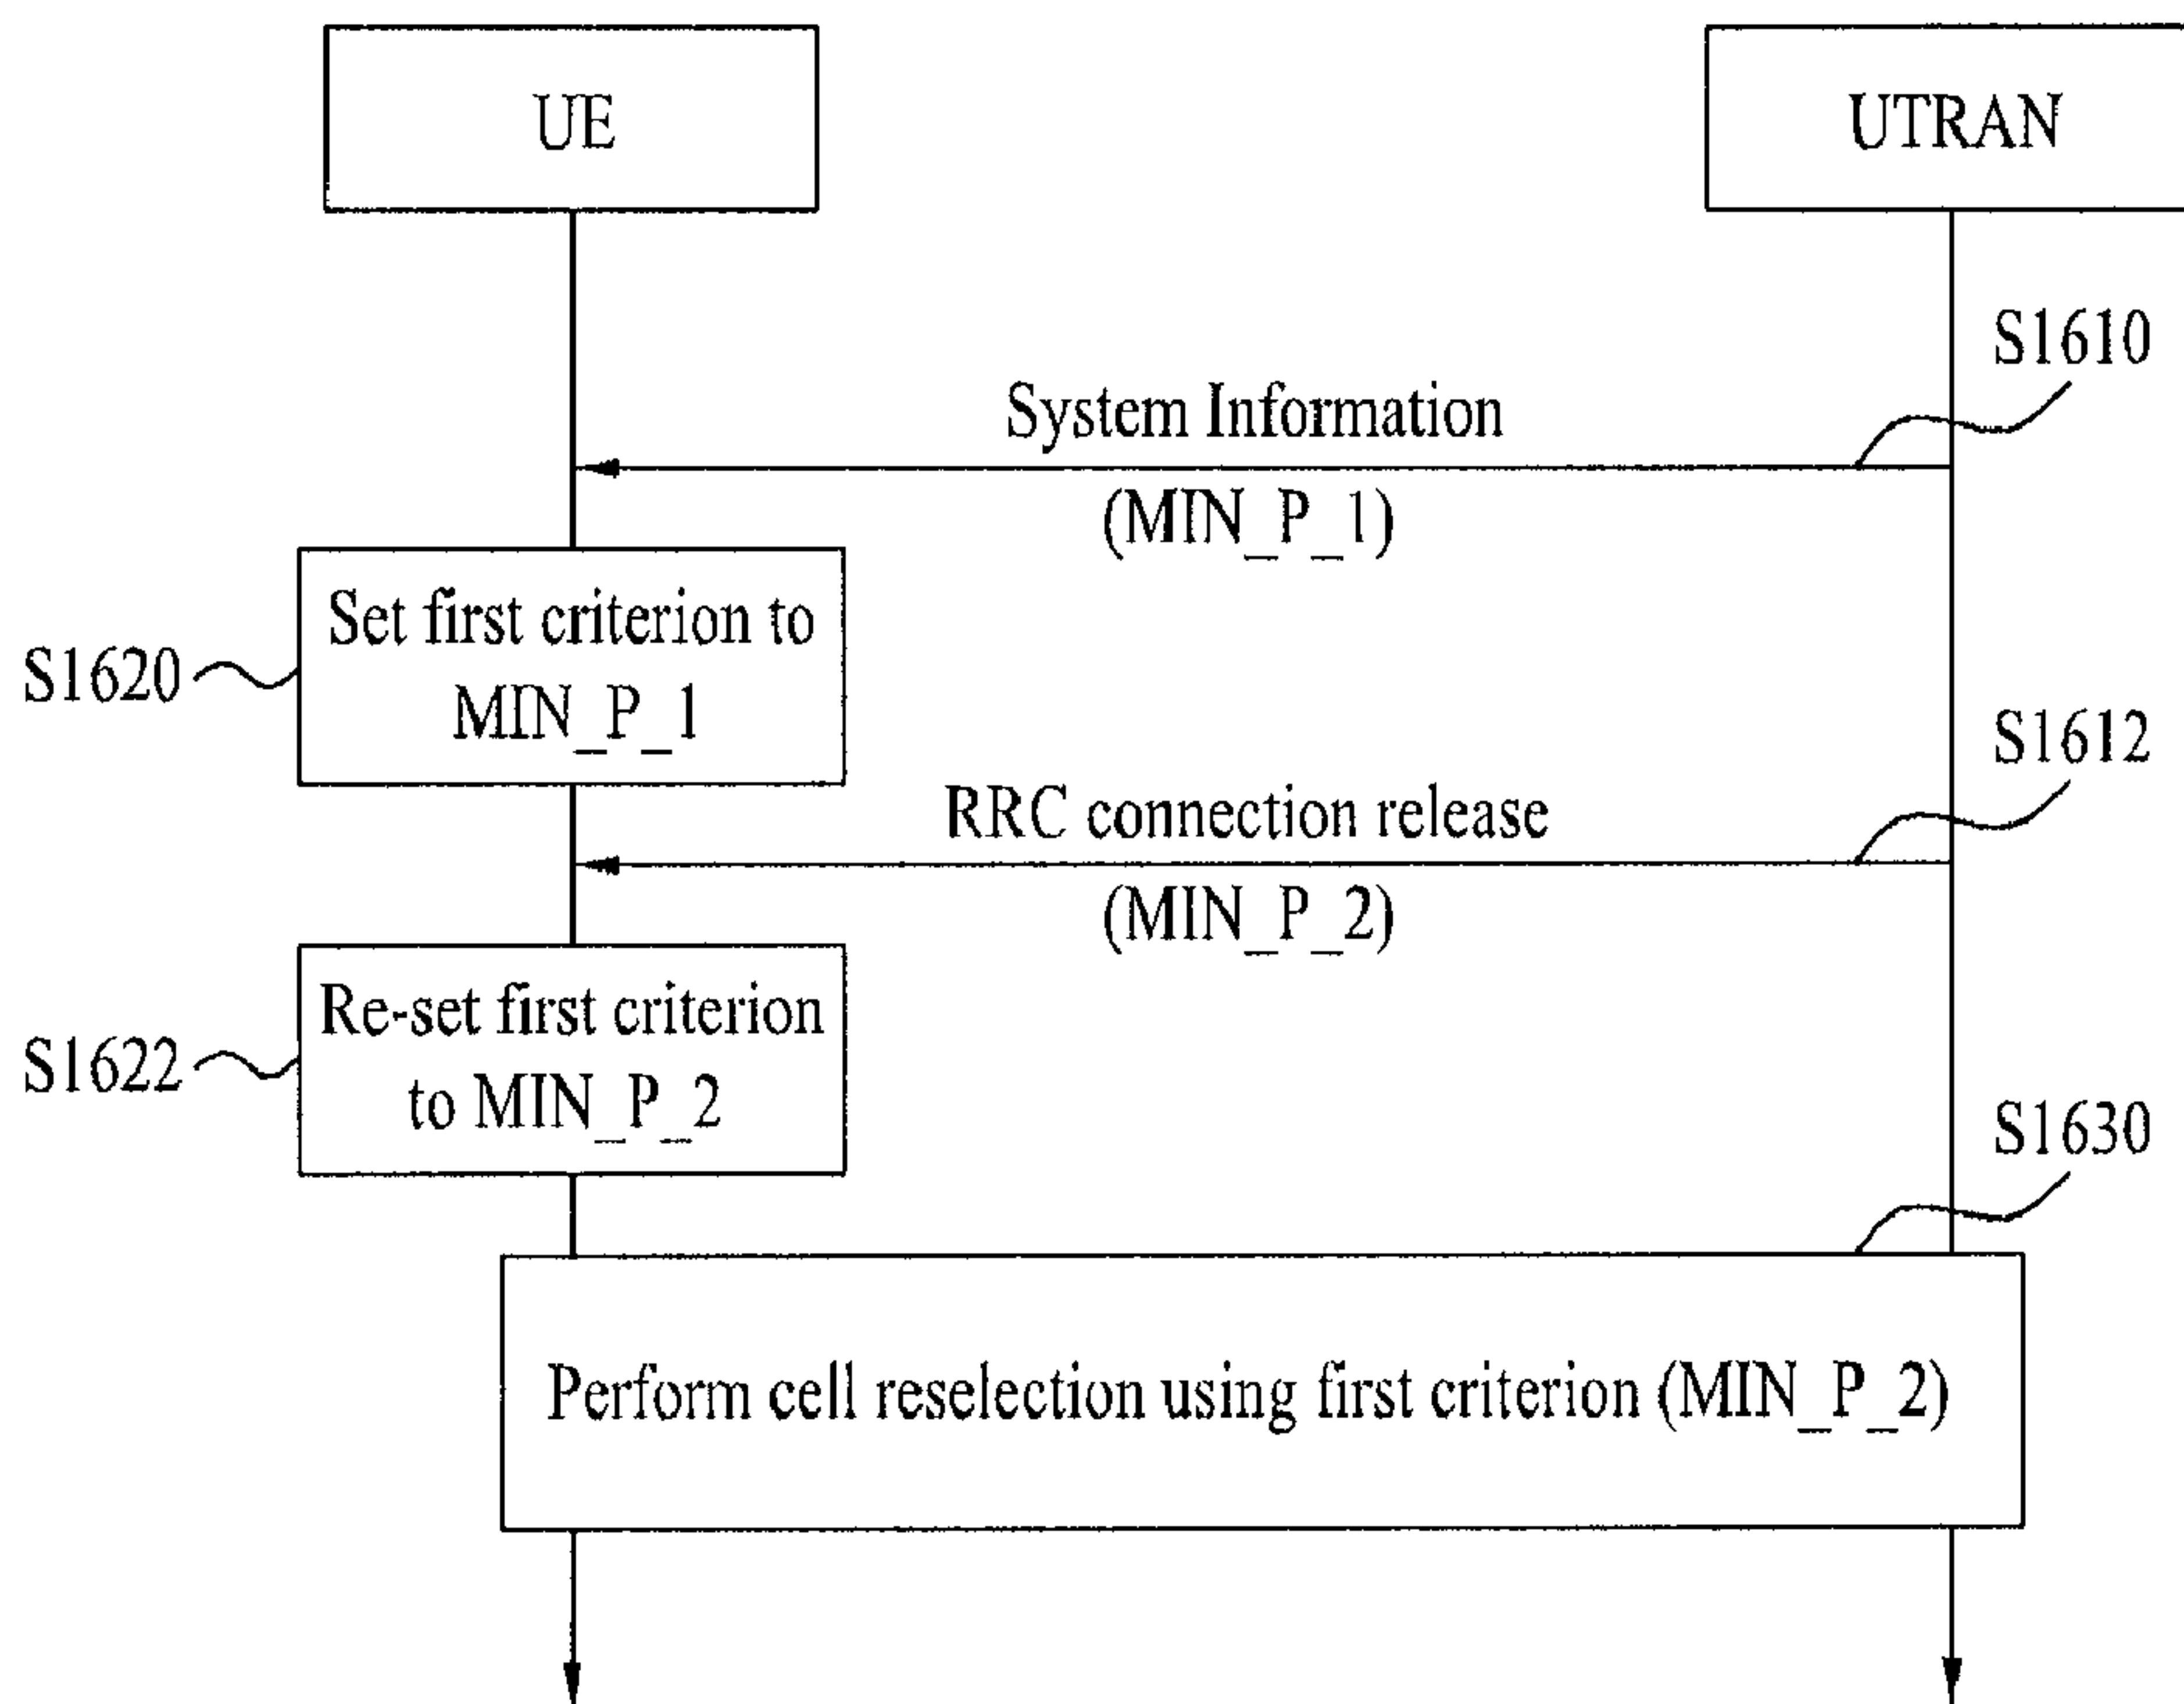 UE
UTRAN
S1610
System Information
(MIN_P_1)
Set first criterion to
MIN_P_1
S1620
S1612
RRC connection release
(MIN_P_2)
Re-set first criterion
to MIN_P_2
S1622
S1630
Perform cell reselection using first criterion (MIN_P_2)